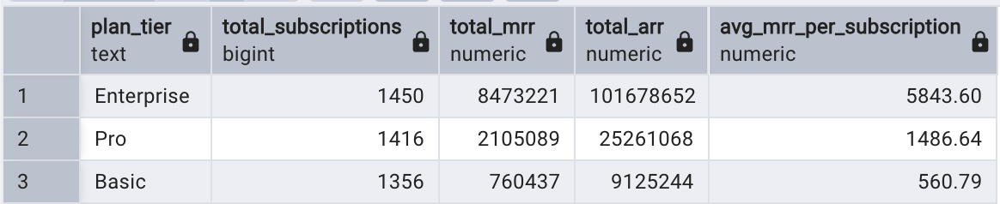 plan_tier total_subscriptions total_mrr total_arr avg_mrr_per_subscription
text bigint numeric numeric numeric
1 Enterprise 1450 8473221 101678652 5843.60
2 Pro 1416 2105089 25261068 1486.64
3 Basic 1356 760437 9125244 560.79